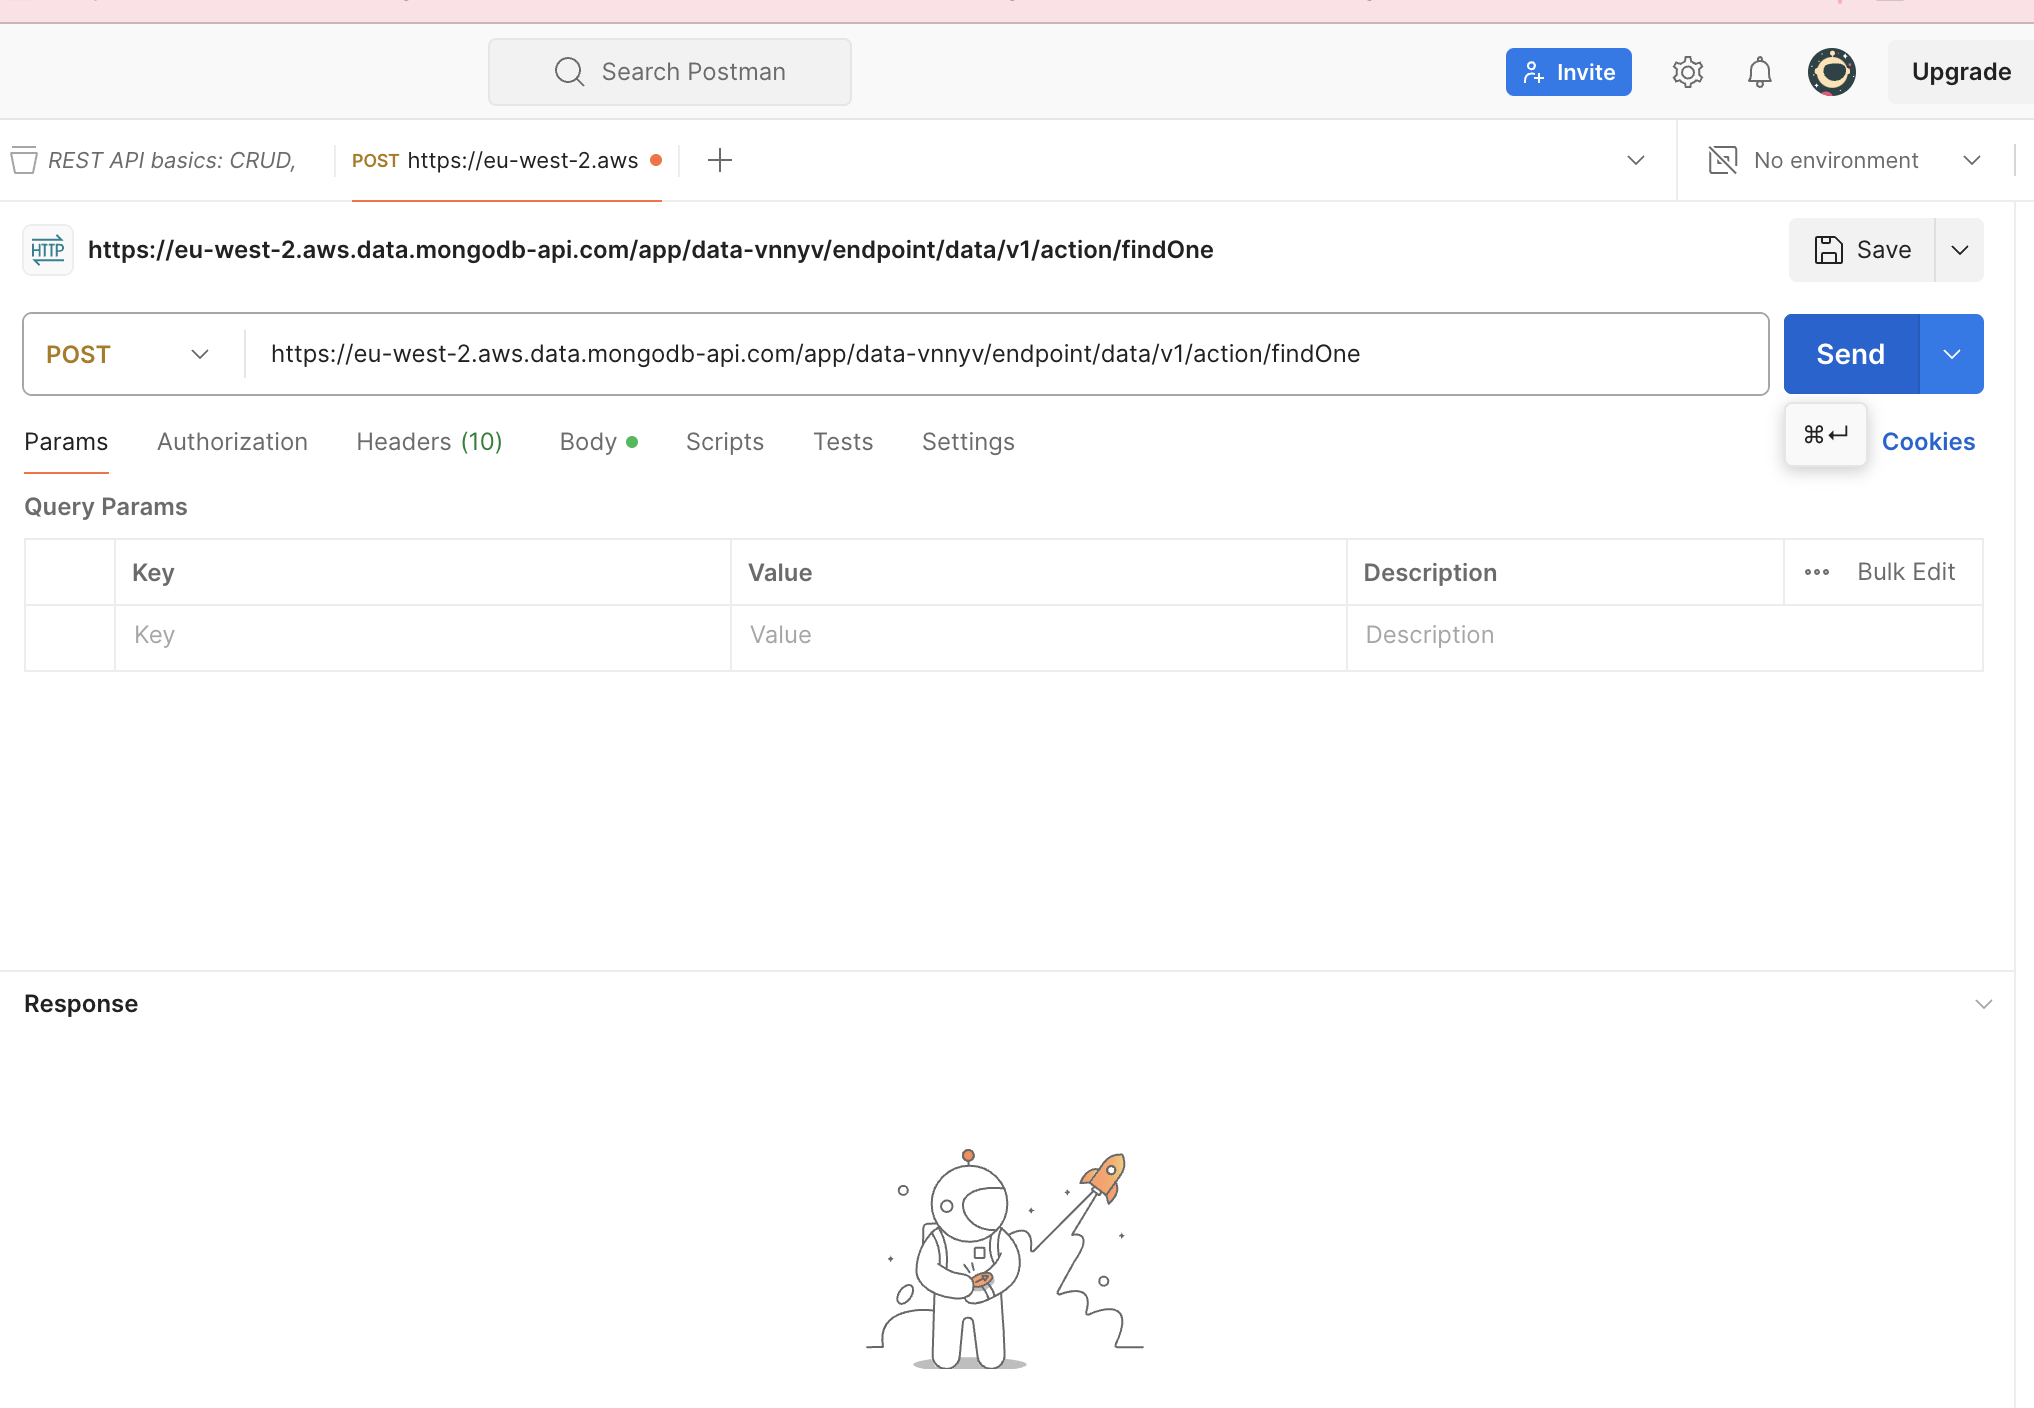 Search Postman
Invite
Upgrade
REST API basics: CRUD,
POST https://eu-west-2.aws
No environment
HTTP
https://eu-west-2.aws.data.mongodb-api.com/app/data-vnnyv/endpoint/data/v1/action/findOne
Save
POST
https://eu-west-2.aws.data.mongodb-api.com/app/data-vnnyv/endpoint/data/v1/action/findOne
Send
Params
Authorization
Headers (10)
Body
Scripts
Tests
Settings
⌘↵
Cookies
Query Params
Key
Value
Description
Bulk Edit
Key
Value
Description
Response